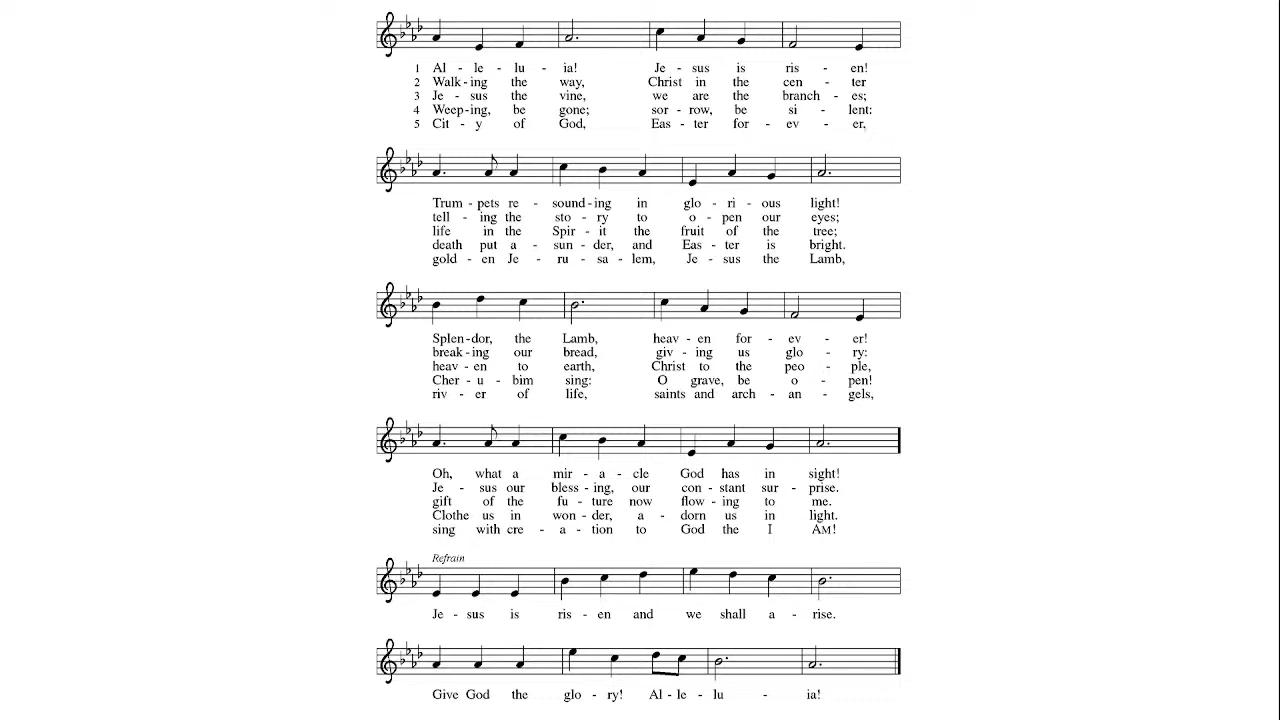 1 Al - le - lu - ia! Je - sus is ris - en!
2 Walk - ing the way, Christ in the cen - ter
3 Je - sus the vine, we are the branch - es;
4 Weep - ing, be gone; sor - row, be si - lent:
5 Cit - y of God, Eas - ter for - ev - er,
Trum - pets re - sound - ing in glo - ri - ous light!
tell - ing the sto - ry to o - pen our eyes;
life in the Spir - it the fruit of the tree;
death put a - sun - der, and Eas - ter is bright.
gold - en Je - ru - sa - lem, Je - sus the Lamb,
Splen - dor, the Lamb, heav - en for - ev - er!
break - ing our bread, giv - ing us glo - ry:
heav - en to earth, Christ to the peo - ple,
Cher - u - bim sing: O grave, be o - pen!
riv - er of life, saints and arch - an - gels,
Oh, what a mir - a - cle God has in sight!
Je - sus our bless - ing, our con - stant sur - prise.
gift of the fu - ture now flow - ing to me.
Clothe us in won - der, a - dorn us in light.
sing with cre - a - tion to God the I AM!
Refrain
Je - sus is ris - en and we shall a - rise.
Give God the glo - ry! Al - le - lu - ia!